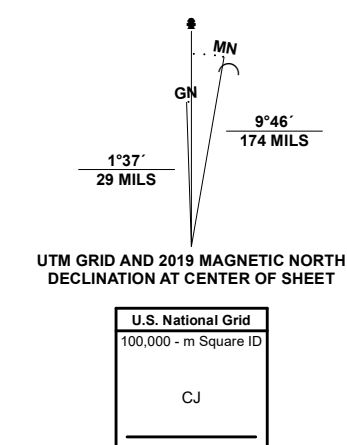 MN
GN
9°46´
174 MILS
1°37´
29 MILS
UTM GRID AND 2019 MAGNETIC NORTH
DECLINATION AT CENTER OF SHEET
U.S. National Grid
100,000 - m Square ID
CJ